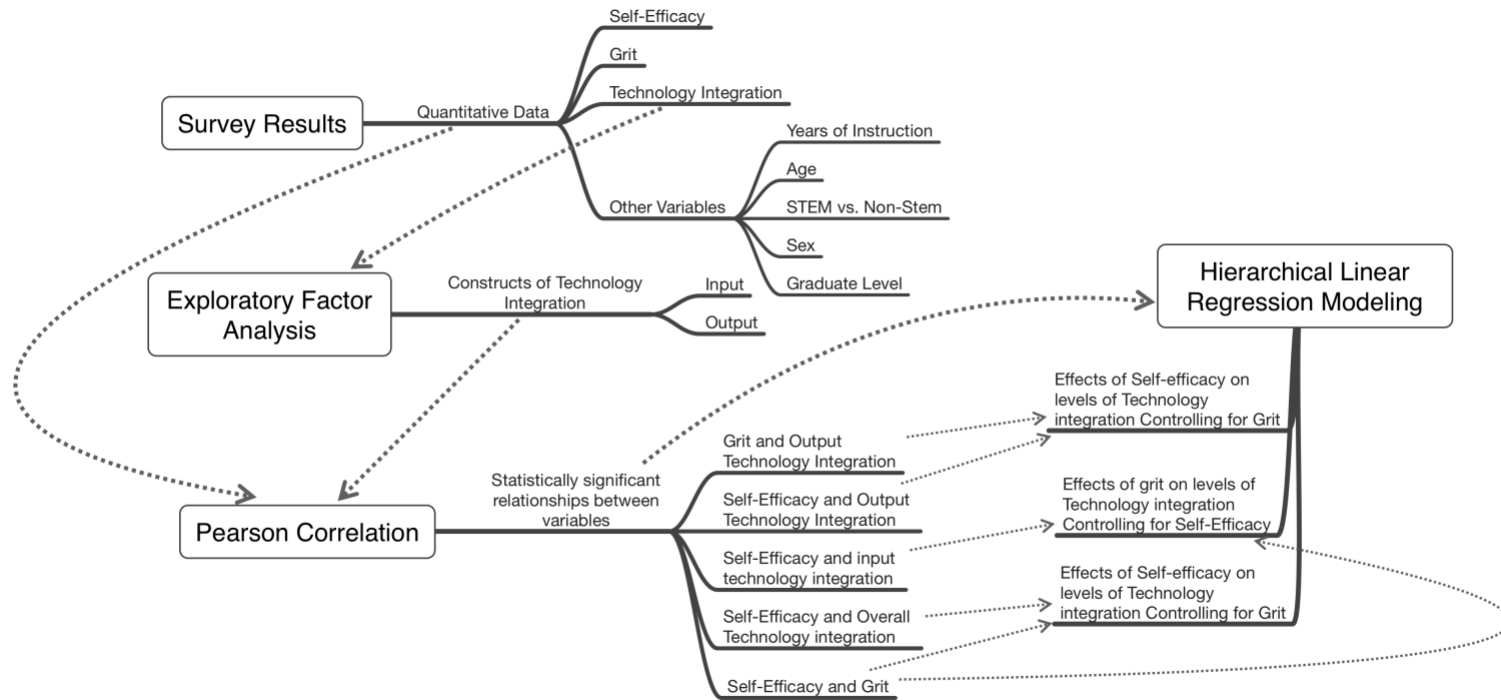 Self-Efficacy
Grit
Technology Integration
Quantitative Data
Survey Results
Years of Instruction
Age
Other Variables
STEM vs. Non-Stem
Sex
Graduate Level
Exploratory Factor
Analysis
Constructs of Technology
Integration
Input
Output
Hierarchical Linear
Regression Modeling
Pearson Correlation
Statistically significant
relationships between
variables
Grit and Output
Technology Integration
Self-Efficacy and Output
Technology Integration
Self-Efficacy and input
technology integration
Self-Efficacy and Overall
Technology integration
Self-Efficacy and Grit
Effects of Self-efficacy on
levels of Technology
integration Controlling for Grit
Effects of grit on levels of
Technology integration
Controlling for Self-Efficacy
Effects of Self-efficacy on
levels of Technology
integration Controlling for Grit